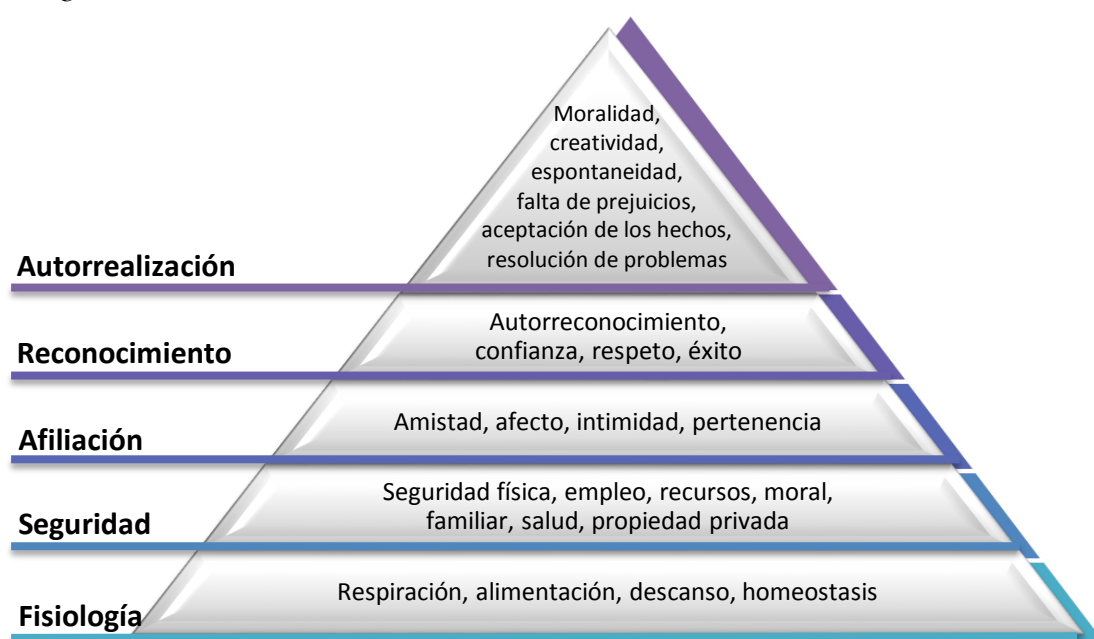 Moralidad,
creatividad,
espontaneidad,
falta de prejuicios,
aceptación de los hechos,
resolución de problemas
Autorrealización
Autorreconocimiento,
confianza, respeto, éxito
Reconocimiento
Amistad, afecto, intimidad, pertenencia
Afiliación
Seguridad física, empleo, recursos, moral,
familiar, salud, propiedad privada
Seguridad
Respiración, alimentación, descanso, homeostasis
Fisiología